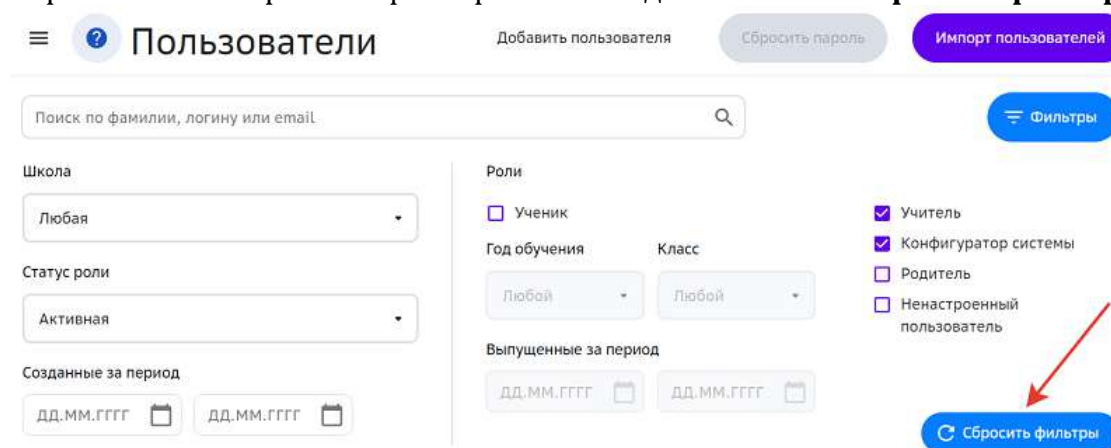 Пользователи
Добавить пользователя
Сбросить пароль
Импорт пользователей
Поиск по фамилии, логину или email
Фильтры
Школа
Любая
Статус роли
Активная
Созданные за период
ДД.ММ.ГГГГ
ДД.ММ.ГГГГ
Роли
Ученик
Год обучения
Класс
Любой
Любой
Выпущенные за период
ДД.ММ.ГГГГ
ДД.ММ.ГГГГ
Учитель
Конфигуратор системы
Родитель
Ненастроенный
пользователь
Сбросить фильтры